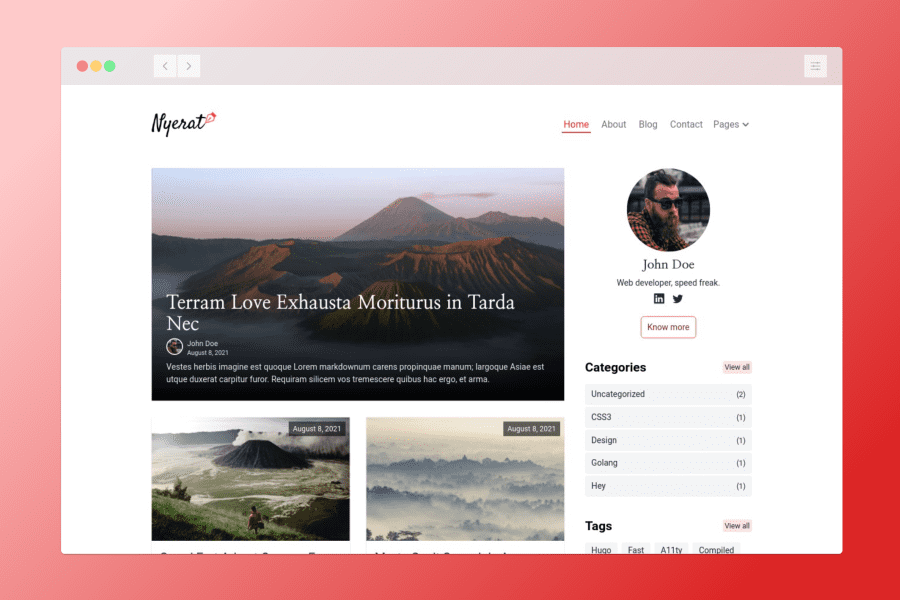 Nyerat
Home About Blog Contact Pages
Terram Love Exhausta Moriturus in Tarda
Nec
John Doe
August 8, 2021
Vestes herbis imagine est quoque Lorem markdownum carens propinquae manum; largoque Asiae est
utque duxerat carpitur furor. Requiram silicem vos tremescere quibus hac ergo, et arma.
August 8, 2021
August 8, 2021
John Doe
Web developer, speed freak.
Know more
Categories View all
Uncategorized (2)
CSS3 (1)
Design (1)
Golang (1)
Hey (1)
Tags View all
Hugo Fast A11ty Compiled